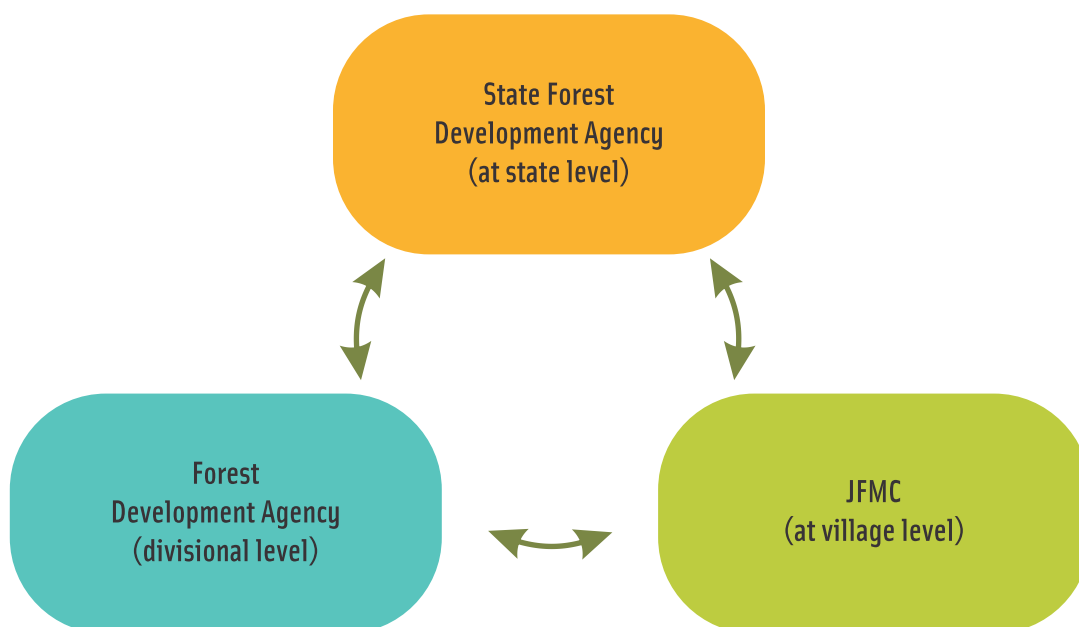 State Forest
Development Agency
(at state level)
Forest
Development Agency
(divisional level)
JFMC
(at village level)